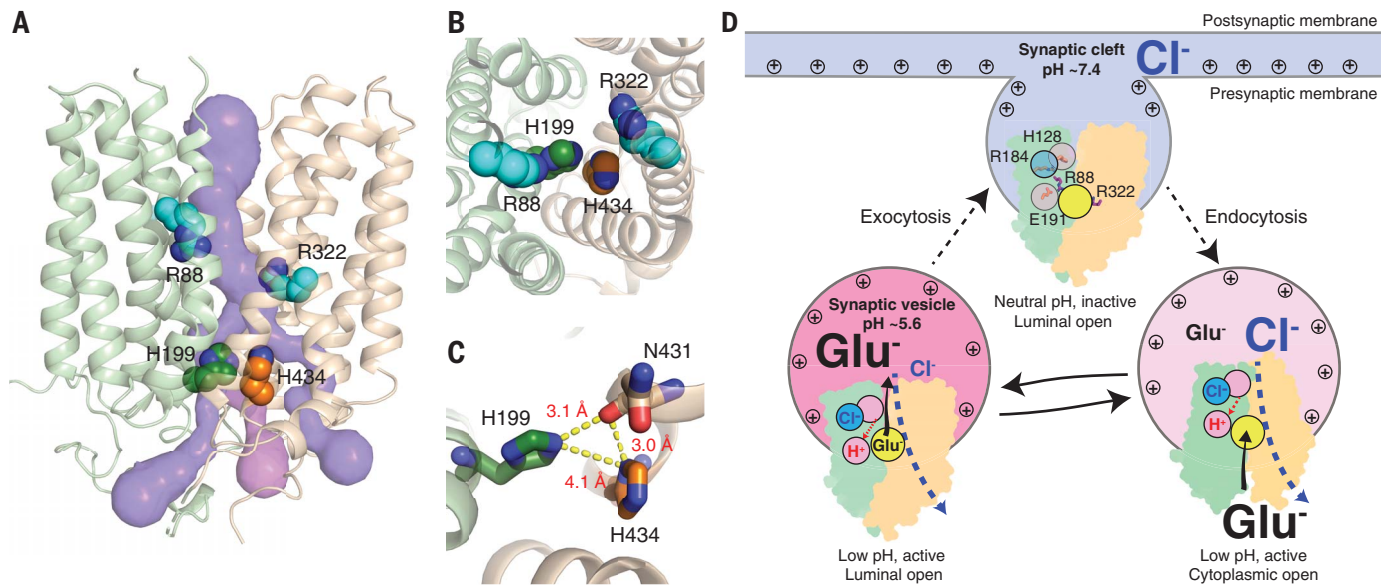 A
R88
R322
H199
H434
B
R322
H199
R88
H434
C
N431
H199
3.1 Å
3.0 Å
4.1 Å
H434
D
Postsynaptic membrane
Synaptic cleft
pH ~7.4
Cl-
Presynaptic membrane
H128
R184
R88
R322
E191
Exocytosis
Endocytosis
Neutral pH, inactive
Luminal open
Synaptic vesicle
pH ~5.6
Glu-
Cl-
Cl-
H+
Glu-
Low pH, active
Luminal open
Glu-
Cl-
Cl-
H+
Glu-
Low pH, active
Cytoplasmic open